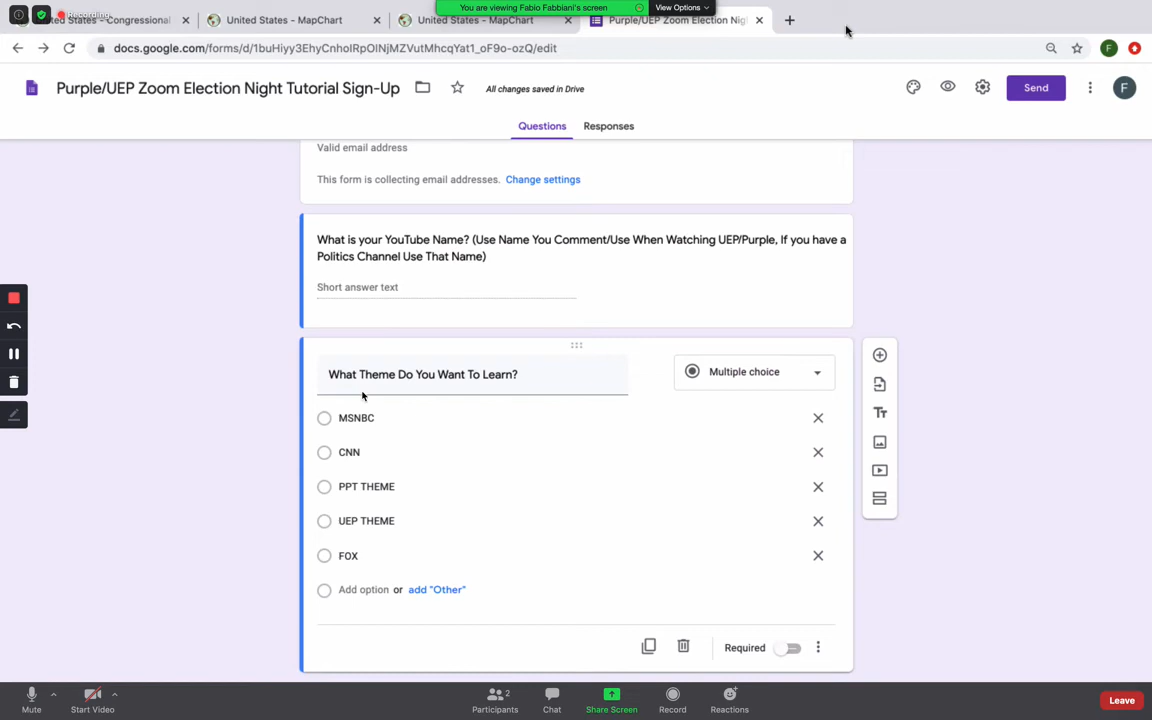 You are viewing Fabio Fabbiani's screen
View Options
Recording
United States - Congressional
United States - MapChart
United States - MapChart
Purple/UEP Zoom Election Nig
docs.google.com/forms/d/
/edit
F
Purple/UEP Zoom Election Night Tutorial Sign-Up
All changes saved in Drive
Send
F
Questions
Responses
Valid email address
This form is collecting email addresses. Change settings
What is your YouTube Name? (Use Name You Comment/Use When Watching UEP/Purple, If you have a
Politics Channel Use That Name)
Short answer text
What Theme Do You Want To Learn?
Multiple choice
MSNBC
CNN
PPT THEME
UEP THEME
FOX
Add option or add "Other"
Required
Mute
Start Video
Participants
2
Chat
Share Screen
Record
Reactions
Leave